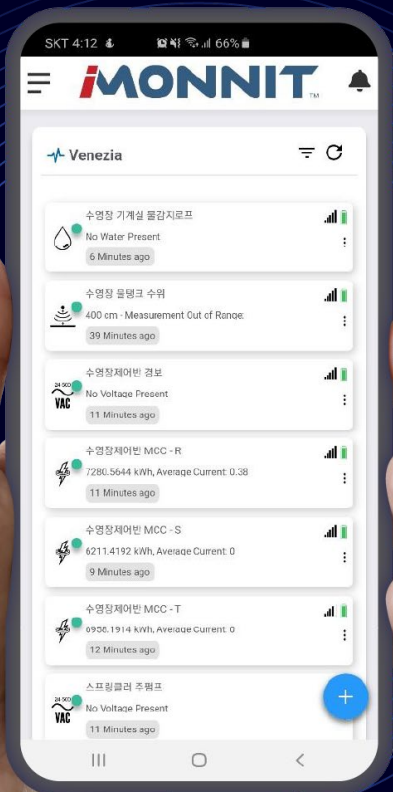 SKT 4:12
66%
iMONNIT TM
Venezia
수영장 기계실 물감지로프
No Water Present
6 Minutes ago
수영장 물탱크 수위
400 cm - Measurement Out of Range:
39 Minutes ago
수영장제어반 경보
24-500
VAC
No Voltage Present
11 Minutes ago
수영장제어반 MCC - R
7280.5644 kWh, Average Current: 0.38
11 Minutes ago
수영장제어반 MCC - S
6211.4192 kWh, Average Current: 0
9 Minutes ago
수영장제어반 MCC - T
6958.1914 kWh, Average Current: 0
12 Minutes ago
스프링클러 주펌프
24-500
VAC
No Voltage Present
11 Minutes ago